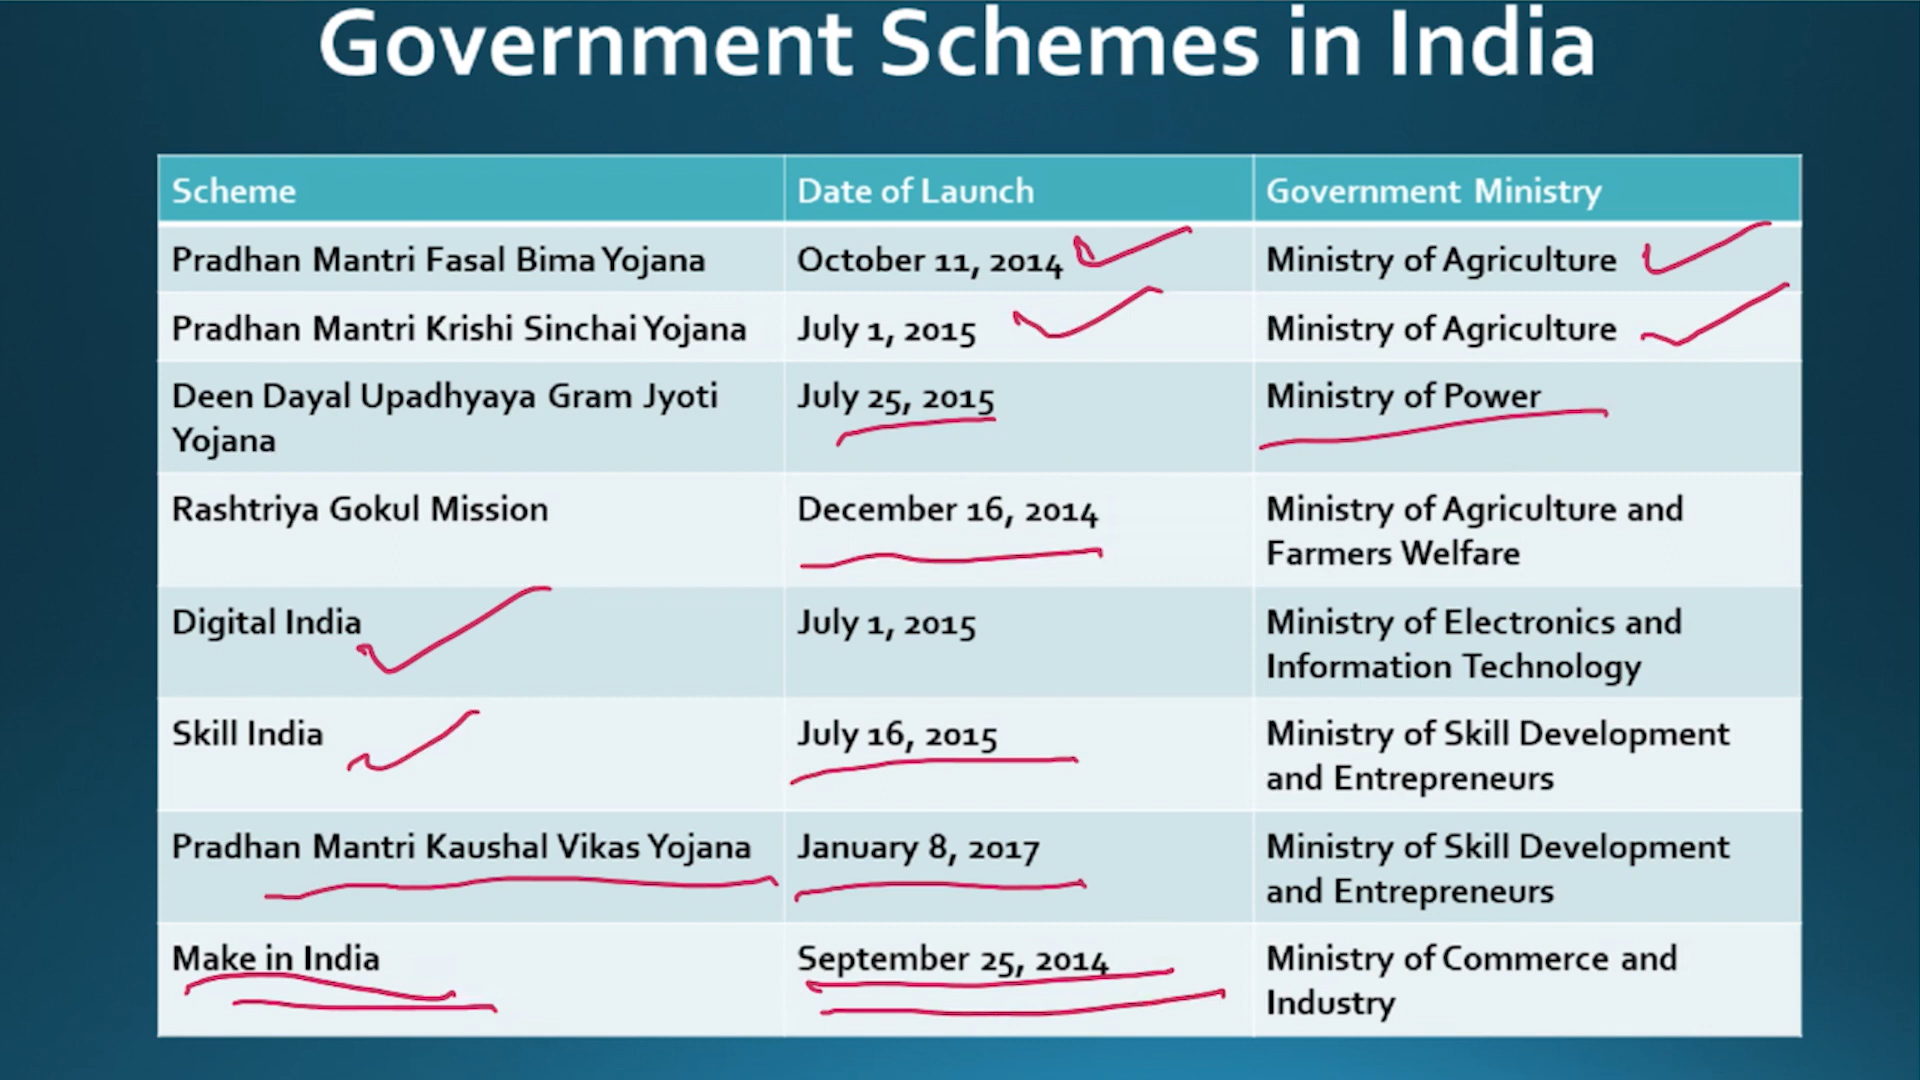 Government Schemes in India
Scheme Date of Launch Government Ministry
Pradhan Mantri Fasal Bima Yojana October 11, 2014 Ministry of Agriculture
Pradhan Mantri Krishi Sinchai Yojana July 1, 2015 Ministry of Agriculture
Deen Dayal Upadhyaya Gram Jyoti July 25, 2015 Ministry of Power
Yojana
Rashtriya Gokul Mission December 16, 2014 Ministry of Agriculture and
Farmers Welfare
Digital India July 1, 2015 Ministry of Electronics and
Information Technology
Skill India July 16, 2015 Ministry of Skill Development
and Entrepreneurs
Pradhan Mantri Kaushal Vikas Yojana January 8, 2017 Ministry of Skill Development
and Entrepreneurs
Make in India September 25, 2014 Ministry of Commerce and
Industry